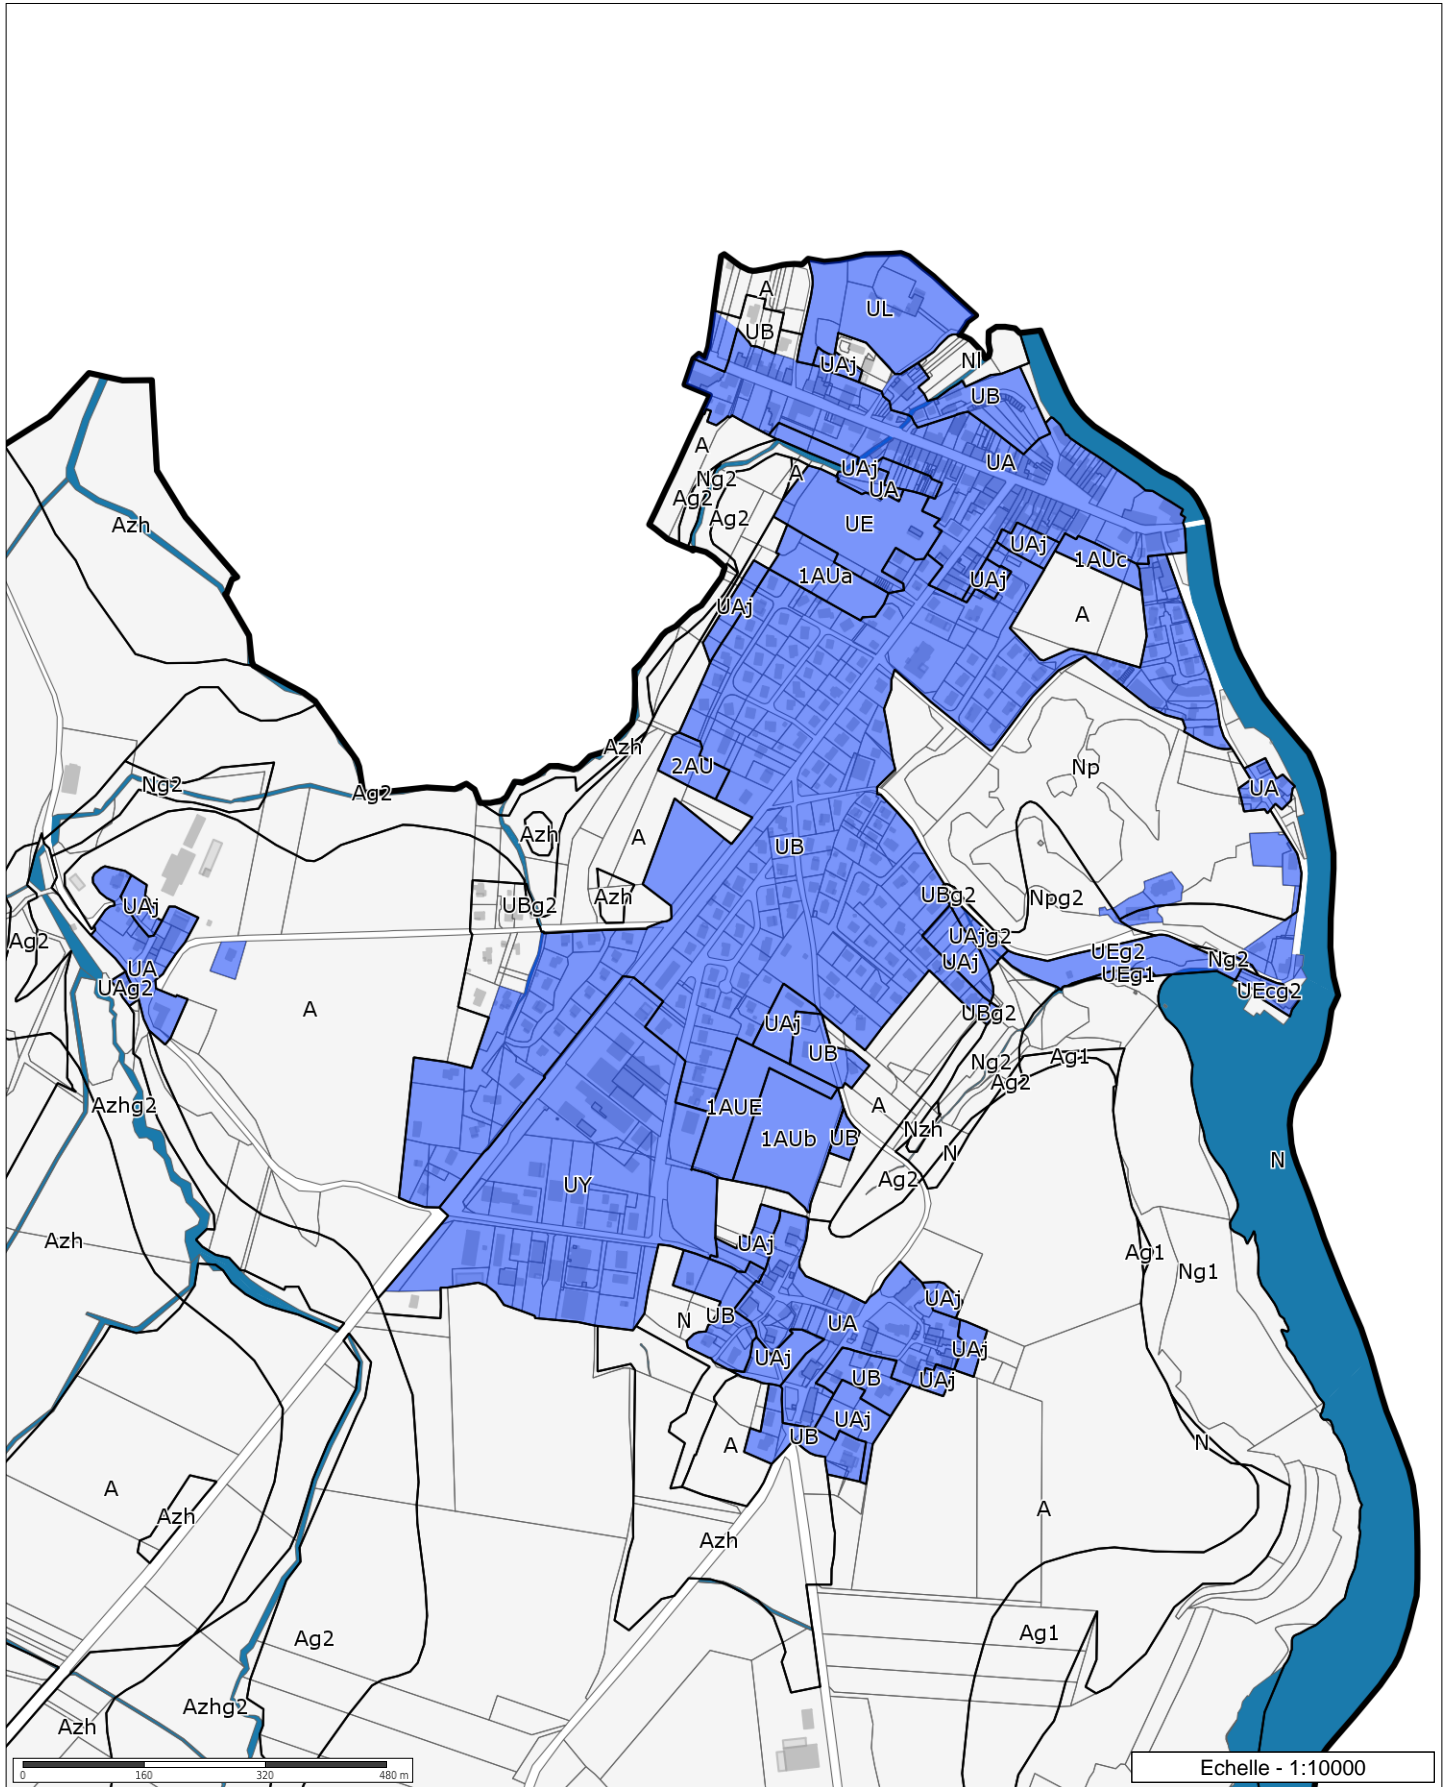 A
UL
UB
UAj
Nl
UB
A
UA
UAj
Ng2
A
UA
Ag2
Ag2
UE
Azh
UAj
1AUc
1AUa
UAj
UAj
A
Azh
2AU
Np
Ng2
Ag2
UA
Azh
A
UB
UBg2
Azh
Npg2
UAj
UBg2
UAjg2
Ag2
UEg2
UAj
Ng2
UA
UEg1
UAg2
UEcg2
A
UBg2
UAj
UB
Ng2
Ag1
Ag2
Azhg2
1AUE
A
1AUb
UB
Nzh
N
N
UY
Ag2
Azh
UAj
Ag1
Ng1
UAj
N
UB
UA
UAj
UAj
UB
UAj
UAj
UB
A
N
A
Azh
A
Azh
Ag1
Ag2
Azhg2
Azh
0
160
320
480 m
Echelle - 1:10000